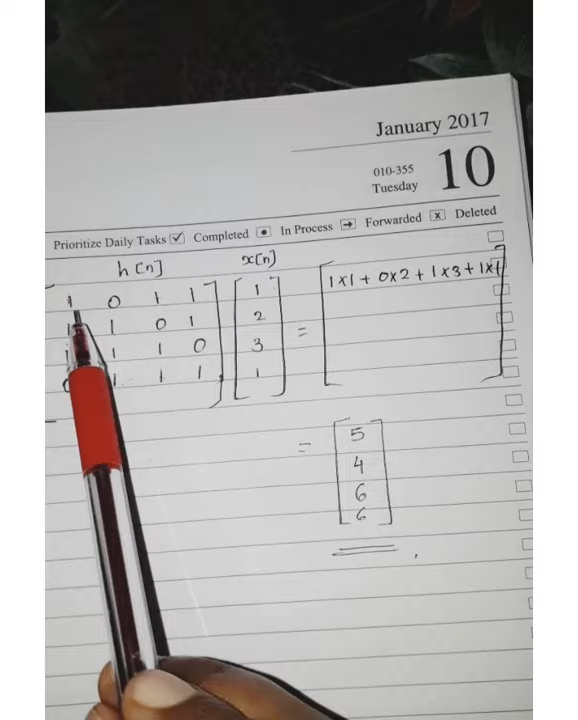 January 2017
010-355
Tuesday
10
Prioritize Daily Tasks ✓ Completed • In Process → Forwarded x Deleted
h[n] x[n]
1 0 1 1 1 1x1 + 0x2 + 1x3 + 1x1
1 1 0 1 2 =
1 1 1 0 3
0 1 1 1 1
= 5
4
6
6